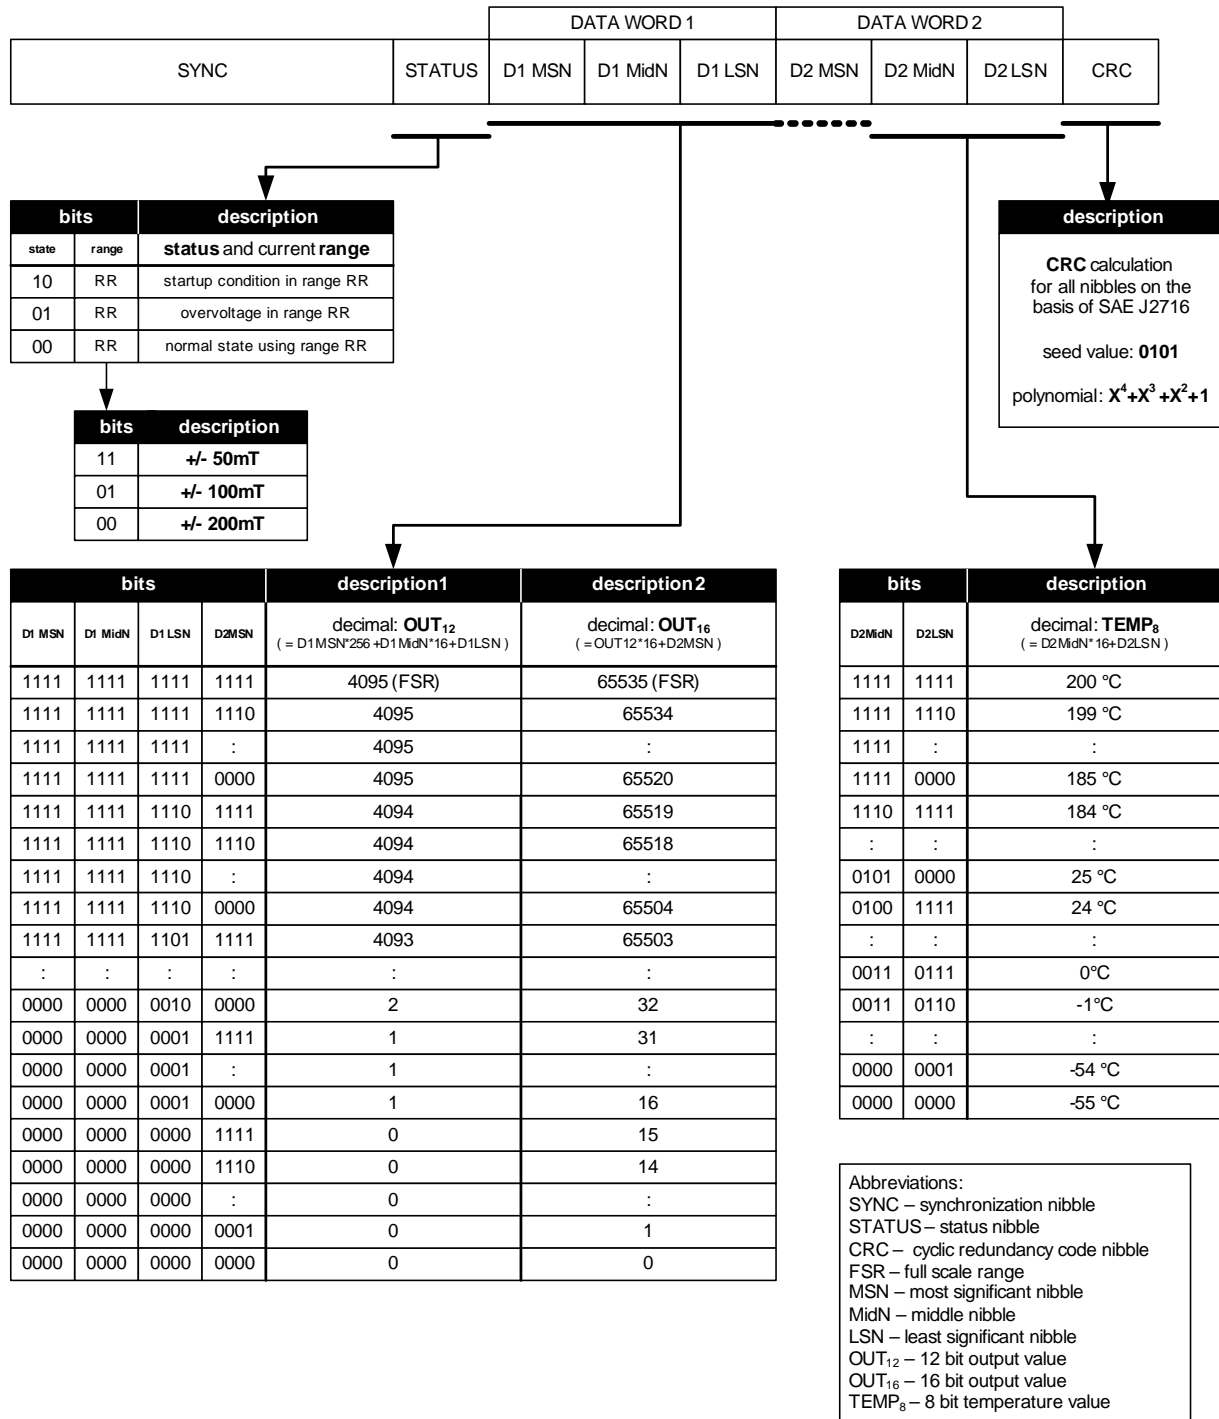 DATA WORD 1 DATA WORD 2
SYNC STATUS D1 MSN D1 MidN D1 LSN D2 MSN D2 MidN D2 LSN CRC
bits description
state range status and current range
10 RR startup condition in range RR
01 RR overvoltage in range RR
00 RR normal state using range RR
bits description
11 +/- 50mT
01 +/- 100mT
00 +/- 200mT
description
CRC calculation
for all nibbles on the
basis of SAE J2716
seed value: 0101
polynomial: X⁴+X³+X²+1
bits description1 description2
D1 MSN D1 MidN D1 LSN D2MSN decimal: OUT₁₂ decimal: OUT₁₆
( = D1 MSN*256 +D1 MidN*16+D1LSN ) ( =OUT12*16+D2MSN )
1111 1111 1111 1111 4095 (FSR) 65535 (FSR)
1111 1111 1111 1110 4095 65534
1111 1111 1111 : 4095 :
1111 1111 1111 0000 4095 65520
1111 1111 1110 1111 4094 65519
1111 1111 1110 1110 4094 65518
1111 1111 1110 : 4094 :
1111 1111 1110 0000 4094 65504
1111 1111 1101 1111 4093 65503
: : : : : :
0000 0000 0010 0000 2 32
0000 0000 0001 1111 1 31
0000 0000 0001 : 1 :
0000 0000 0001 0000 1 16
0000 0000 0000 1111 0 15
0000 0000 0000 1110 0 14
0000 0000 0000 : 0 :
0000 0000 0000 0001 0 1
0000 0000 0000 0000 0 0
bits description
D2MidN D2LSN decimal: TEMP₈
( = D2MidN*16+D2LSN )
1111 1111 200 °C
1111 1110 199 °C
1111 : :
1111 0000 185 °C
1110 1111 184 °C
: : :
0101 0000 25 °C
0100 1111 24 °C
: : :
0011 0111 0°C
0011 0110 -1°C
: : :
0000 0001 -54 °C
0000 0000 -55 °C
Abbreviations:
SYNC – synchronization nibble
STATUS – status nibble
CRC – cyclic redundancy code nibble
FSR – full scale range
MSN – most significant nibble
MidN – middle nibble
LSN – least significant nibble
OUT₁₂ – 12 bit output value
OUT₁₆ – 16 bit output value
TEMP₈ – 8 bit temperature value